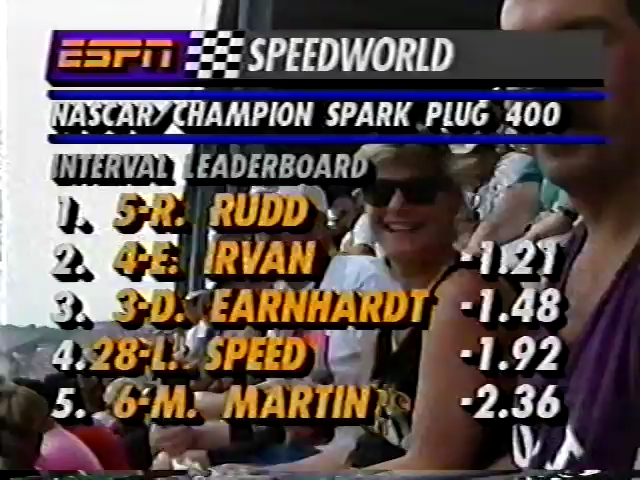 ESPN SPEEDWORLD
NASCAR/CHAMPION SPARK PLUG 400
INTERVAL LEADERBOARD
1. 5-R. RUDD
2. 4-E. IRVAN -1.21
3. 3-D. EARNHARDT -1.48
4. 28-L. SPEED -1.92
5. 6-M. MARTIN -2.36